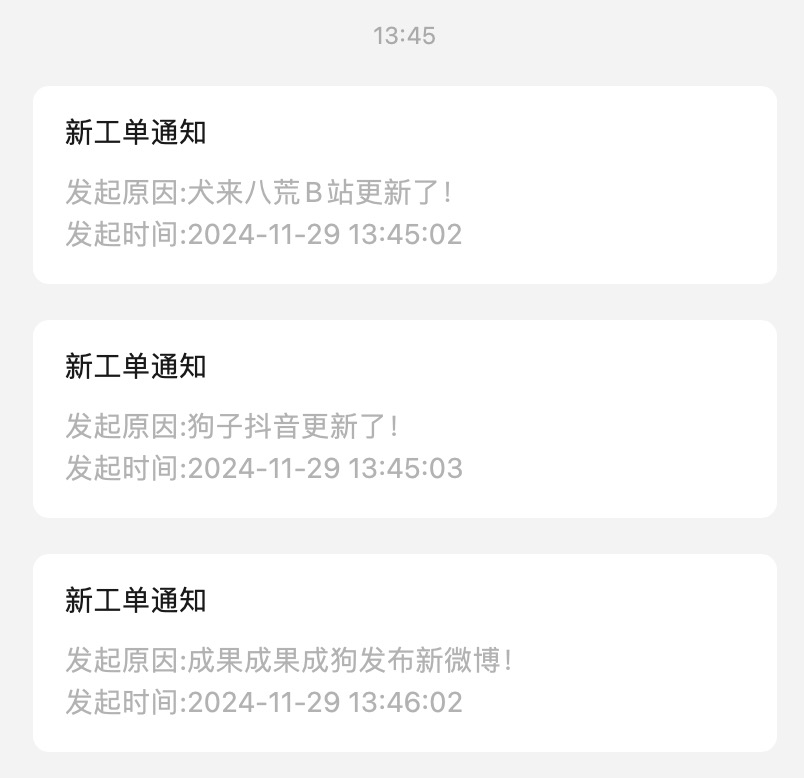 13:45
新工单通知
发起原因:犬来八荒B站更新了!
发起时间:2024-11-29 13:45:02
新工单通知
发起原因:狗子抖音更新了!
发起时间:2024-11-29 13:45:03
新工单通知
发起原因:成果成果成狗发布新微博!
发起时间:2024-11-29 13:46:02